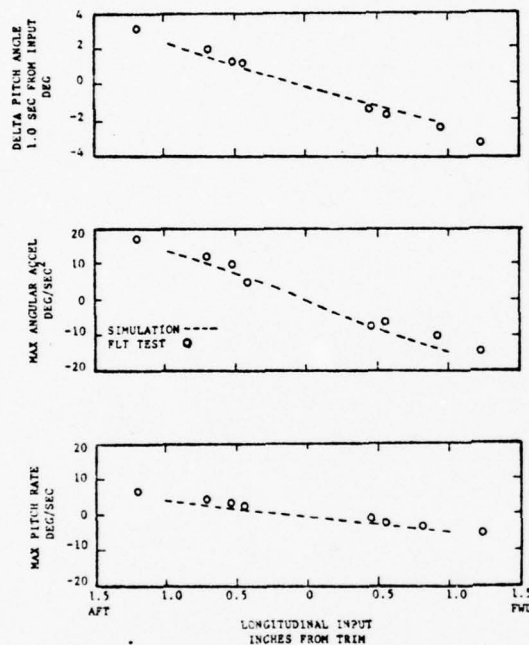 DELTA PITCH ANGLE
1.0 SEC FROM INPUT
DEG
4
2
0
-2
-4
MAX ANGULAR ACCEL
DEG/SEC2
20
10
0
-10
-20
SIMULATION ----
FLT TEST O
MAX PITCH RATE
DEG/SEC
20
10
0
-10
-20
1.5 1.0 0.5 0 0.5 1.0 1.5
AFT FWD
LONGITUDINAL INPUT
INCHES FROM TRIM